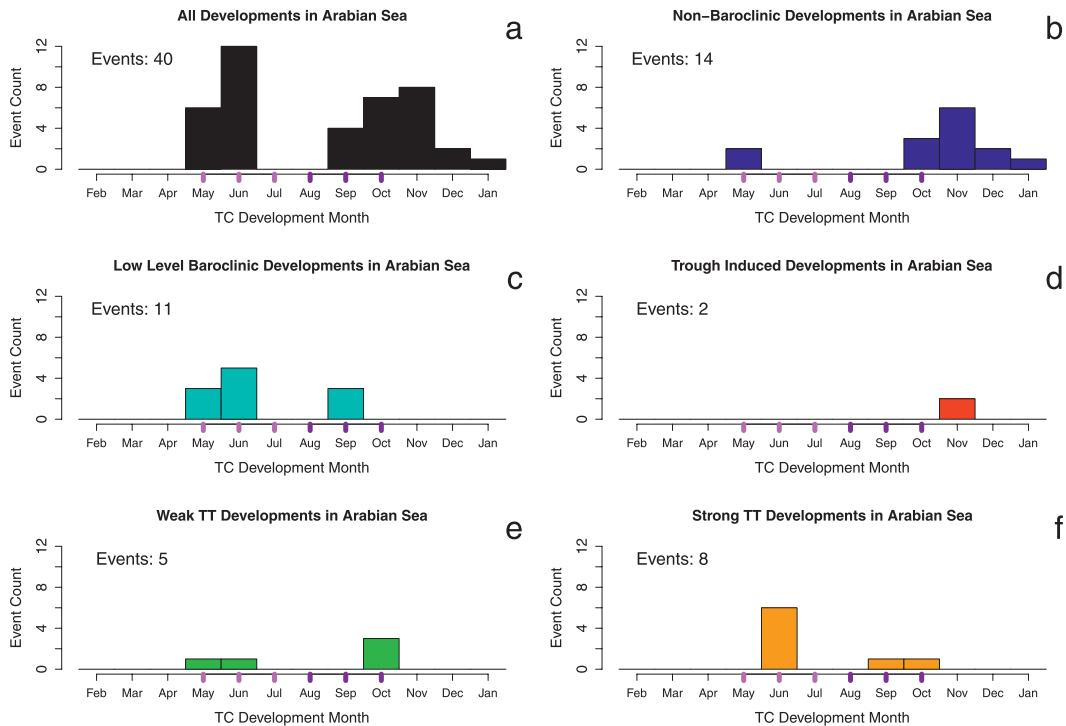 All Developments in Arabian Sea
a
Events: 40
Event Count
0 4 8 12
Feb Mar Apr May Jun Jul Aug Sep Oct Nov Dec Jan
TC Development Month
Non−Baroclinic Developments in Arabian Sea
b
Events: 14
Event Count
0 4 8 12
Feb Mar Apr May Jun Jul Aug Sep Oct Nov Dec Jan
TC Development Month
Low Level Baroclinic Developments in Arabian Sea
c
Events: 11
Event Count
0 4 8 12
Feb Mar Apr May Jun Jul Aug Sep Oct Nov Dec Jan
TC Development Month
Trough Induced Developments in Arabian Sea
d
Events: 2
Event Count
0 4 8 12
Feb Mar Apr May Jun Jul Aug Sep Oct Nov Dec Jan
TC Development Month
Weak TT Developments in Arabian Sea
e
Events: 5
Event Count
0 4 8 12
Feb Mar Apr May Jun Jul Aug Sep Oct Nov Dec Jan
TC Development Month
Strong TT Developments in Arabian Sea
f
Events: 8
Event Count
0 4 8 12
Feb Mar Apr May Jun Jul Aug Sep Oct Nov Dec Jan
TC Development Month